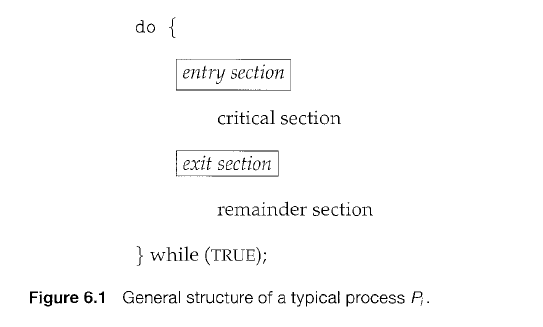 do {
entry section
critical section
exit section
remainder section
} while (TRUE);
Figure 6.1 General structure of a typical process Pi.